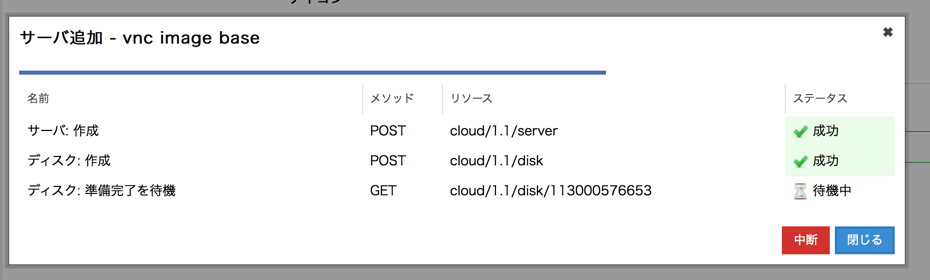 サーバ追加 - vnc image base
名前 メソッド リソース ステータス
サーバ: 作成 POST cloud/1.1/server 成功
ディスク: 作成 POST cloud/1.1/disk 成功
ディスク: 準備完了を待機 GET cloud/1.1/disk/113000576653 待機中
中断 閉じる